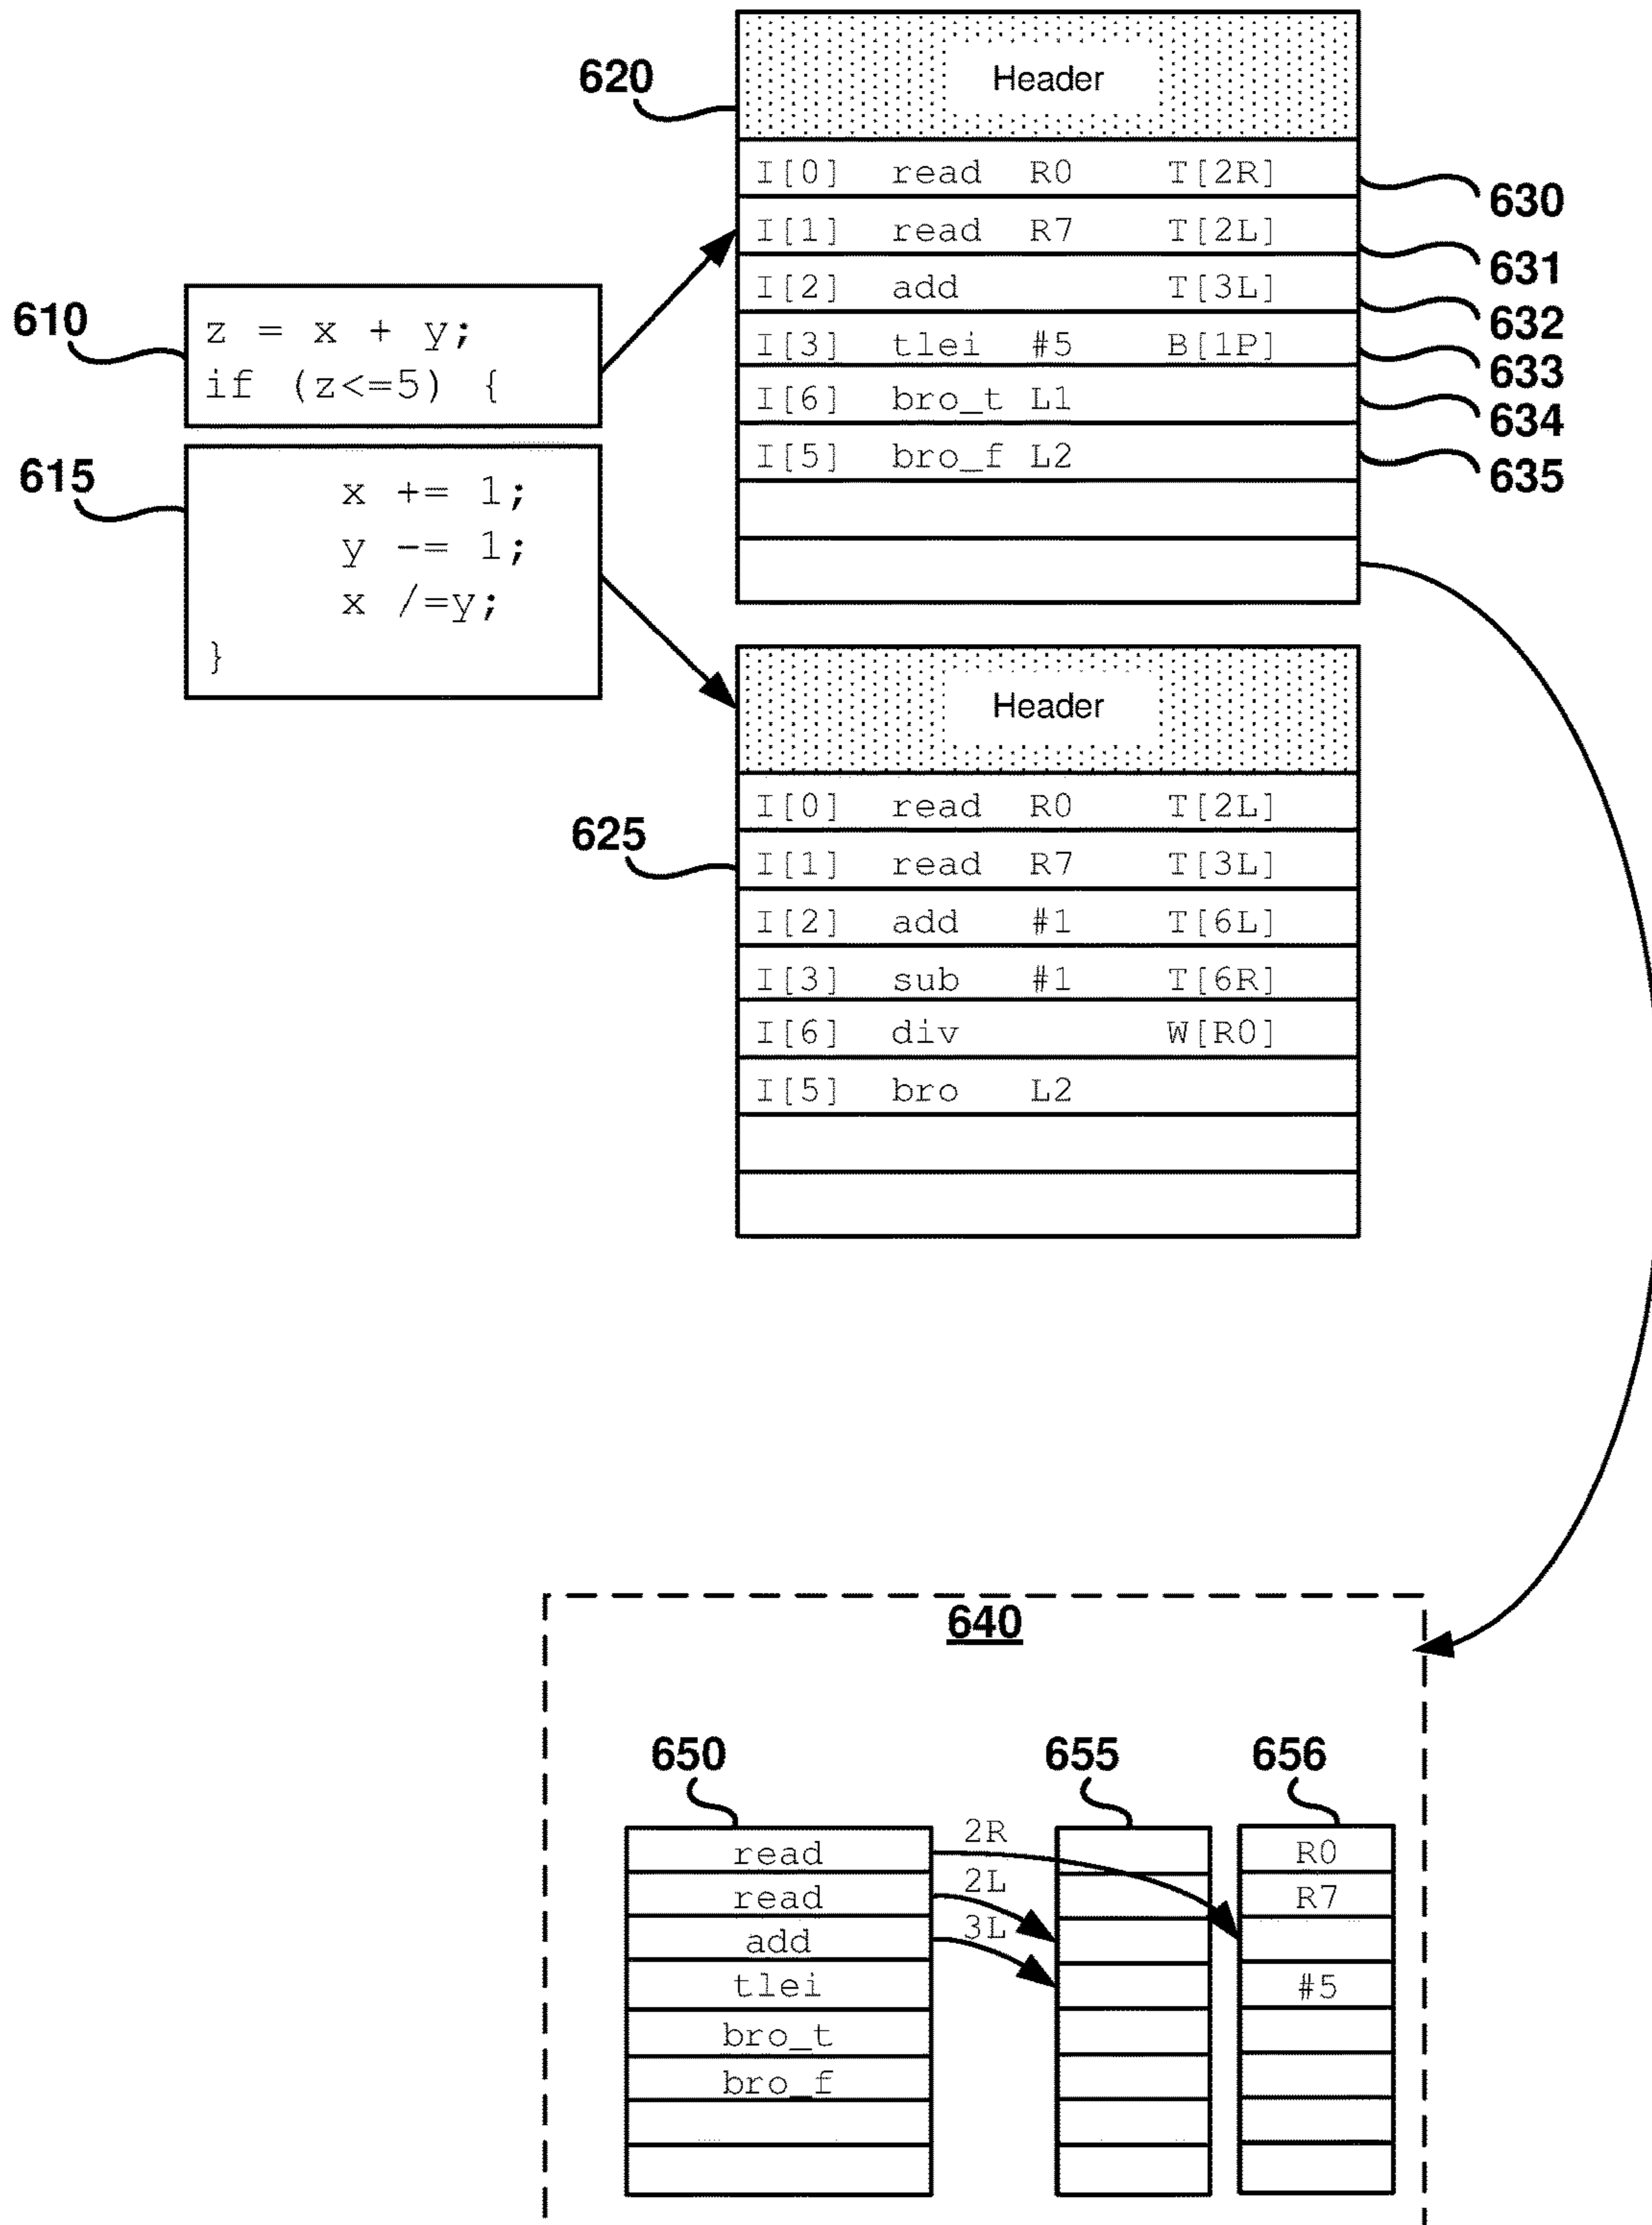 620
Header
I[0] read R0 T[2R]
630
I[1] read R7 T[2L]
631
I[2] add T[3L]
632
I[3] tlei #5 B[1P]
633
I[6] bro_t L1
634
I[5] bro_f L2
635
610
z = x + y;
if (z<=5) {
615
x += 1;
y -= 1;
x /=y;
}
Header
625
I[0] read R0 T[2L]
I[1] read R7 T[3L]
I[2] add #1 T[6L]
I[3] sub #1 T[6R]
I[6] div W[R0]
I[5] bro L2
640
650
655
656
read
read
add
tlei
bro_t
bro_f
2R
2L
3L
R0
R7
#5